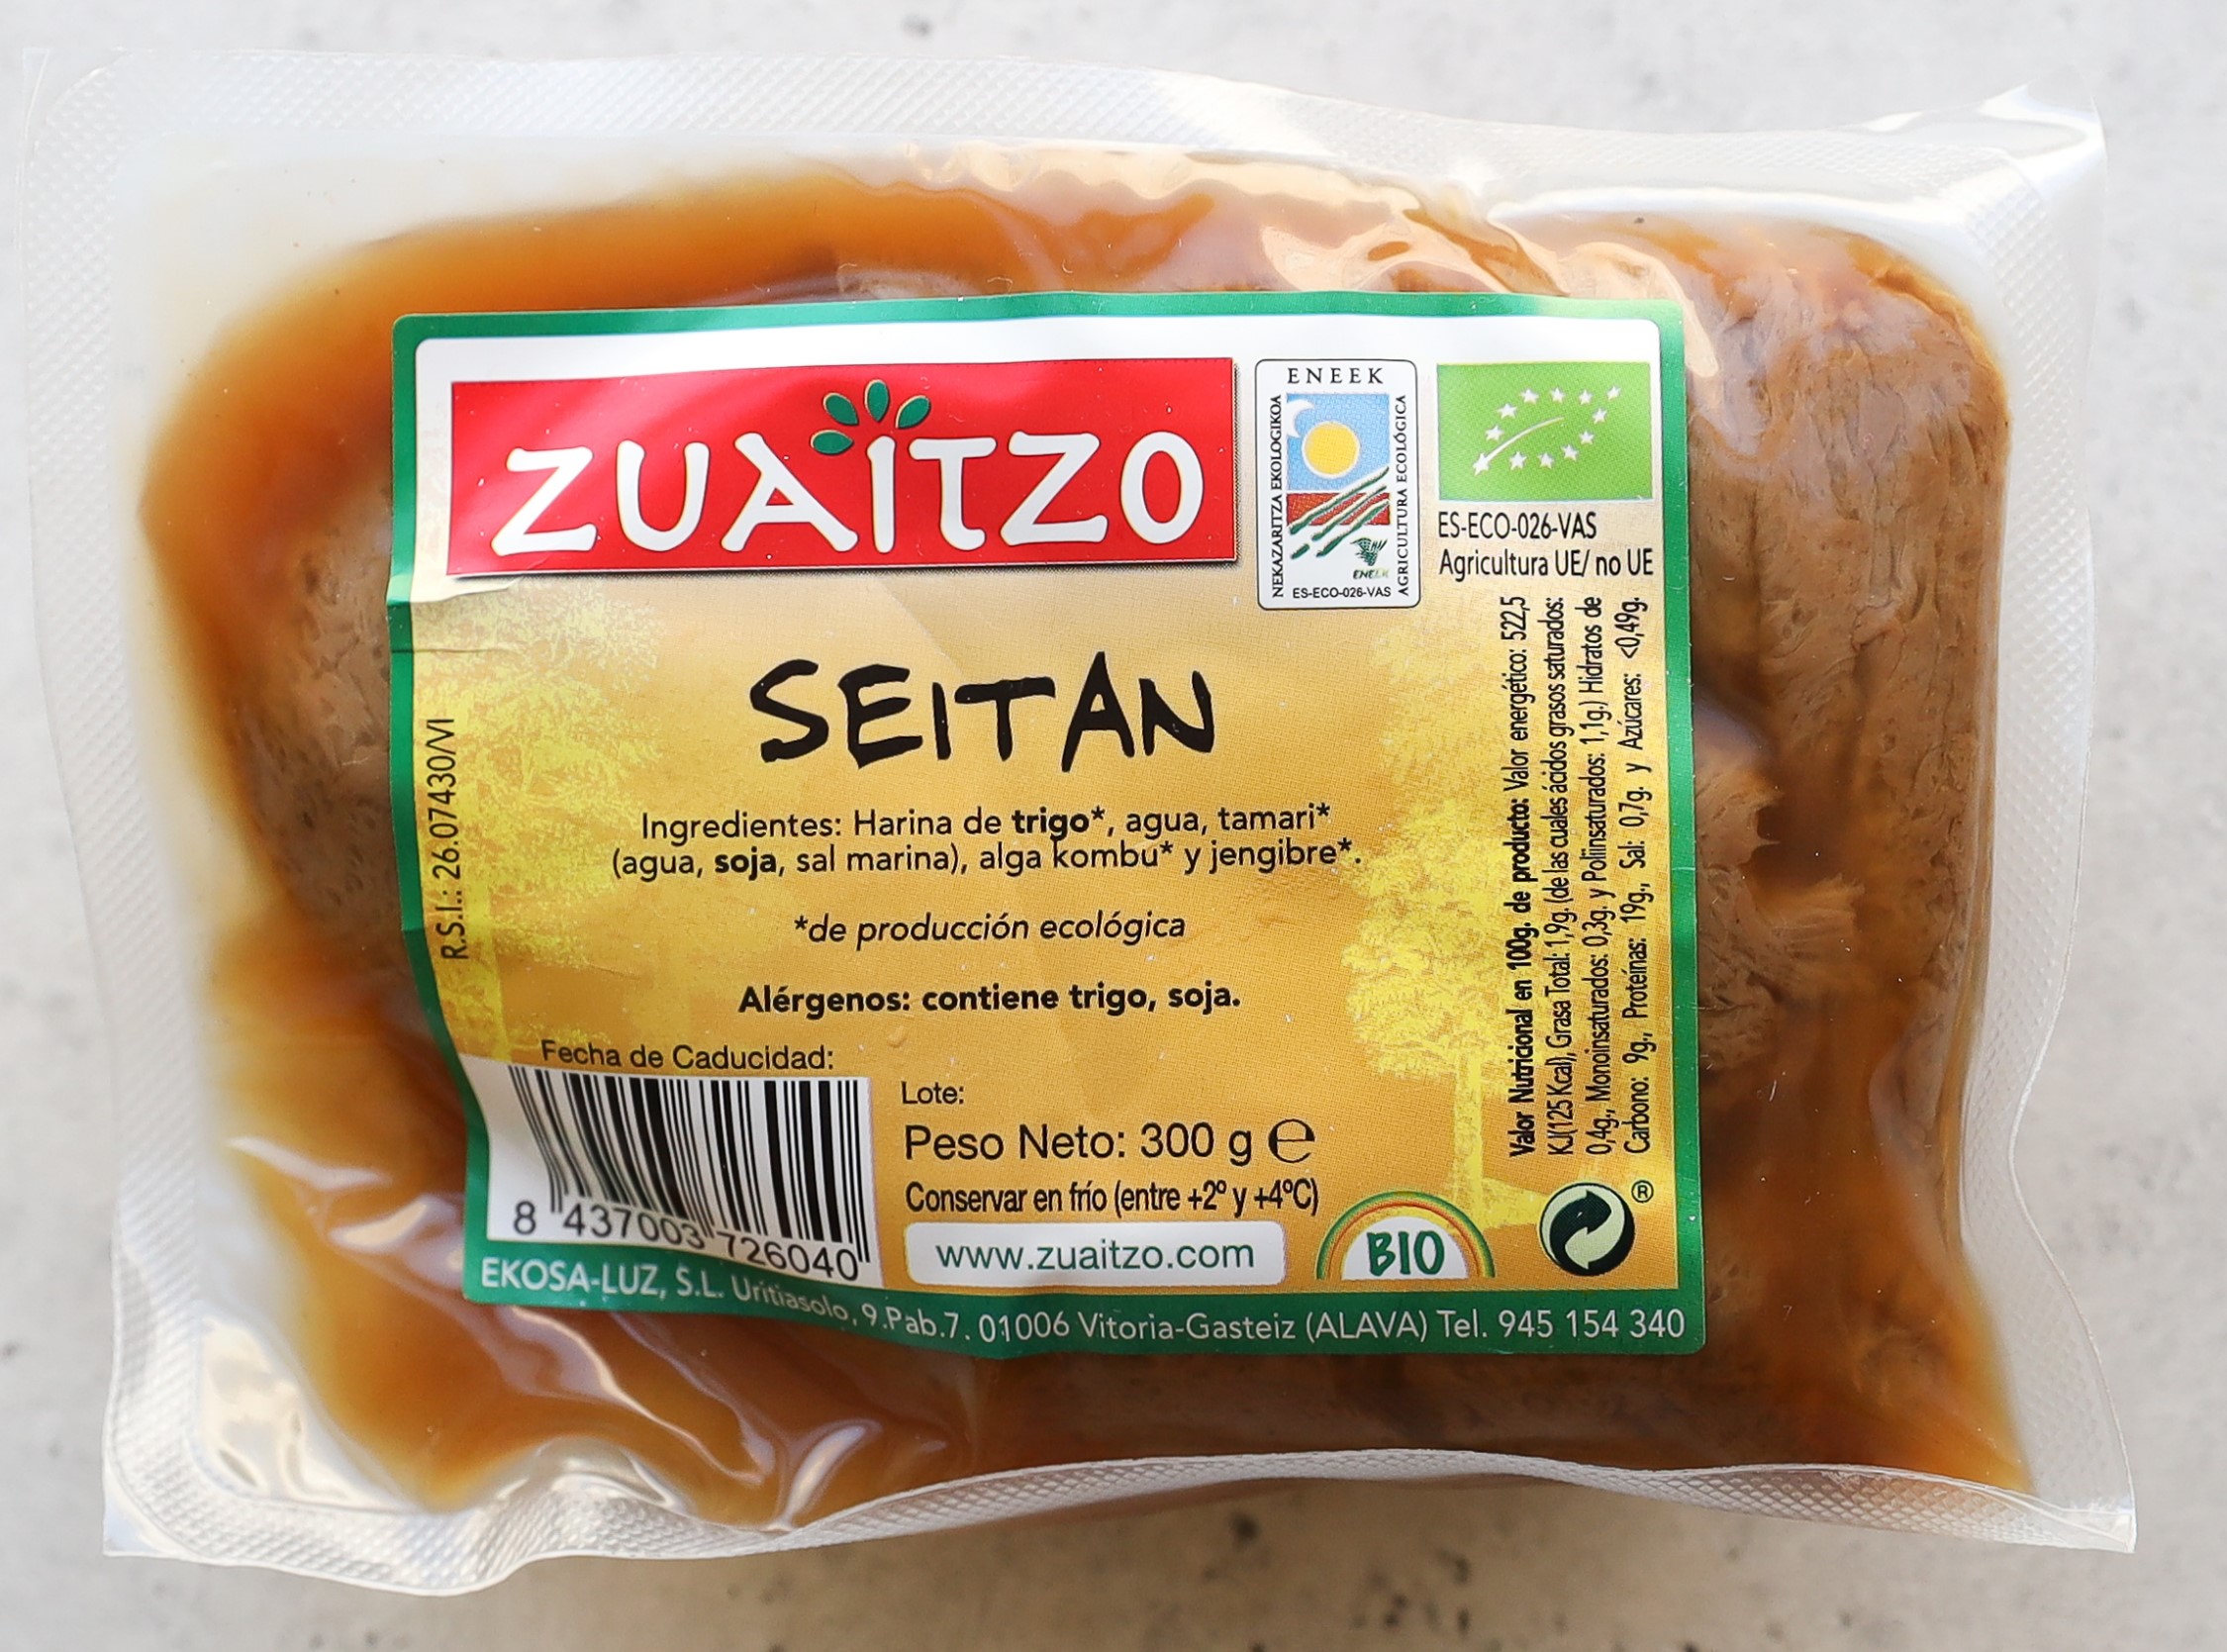 ZUAITZO
ENEEK
NEKAZARITZA EKOLOGIKOA
AGRICULTURA ECOLÓGICA
ENEEK
ES-ECO-026-VAS
ES-ECO-026-VAS
Agricultura UE/ no UE
SEITAN
R.S.I.: 26.07430/VI
Ingredientes: Harina de trigo*, agua, tamari*
(agua, soja, sal marina), alga kombu* y jengibre*.
*de producción ecológica
Alérgenos: contiene trigo, soja.
Valor Nutricional en 100g. de producto: Valor energético: 522,5
KJ(125 Kcal), Grasa Total: 1,9g. (de las cuales ácidos grasos saturados:
0,4g., Monoinsaturados: 0,3g. y Poliinsaturados: 1,1g.) Hidratos de
Carbono: 9g., Proteínas: 19g., Sal: 0,7g. y Azúcares: <0,49g.
Fecha de Caducidad:
8 437003 726040
Lote:
Peso Neto: 300 g ℮
Conservar en frío (entre +2º y +4ºC)
www.zuaitzo.com
BIO
®
EKOSA-LUZ, S.L. Uritiasolo, 9.Pab.7. 01006 Vitoria-Gasteiz (ALAVA) Tel. 945 154 340